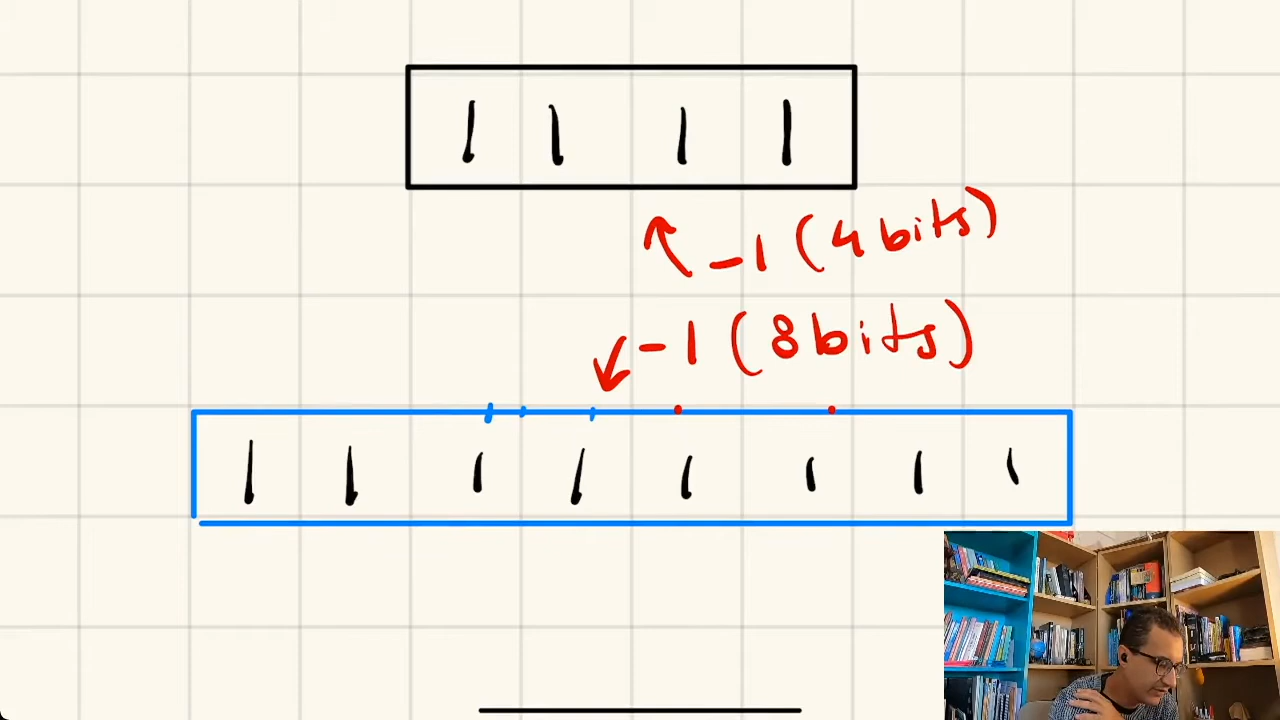 1 1 1 1
-1 (4 bits)
-1 (8 bits)
1 1 1 1 1 1 1 1